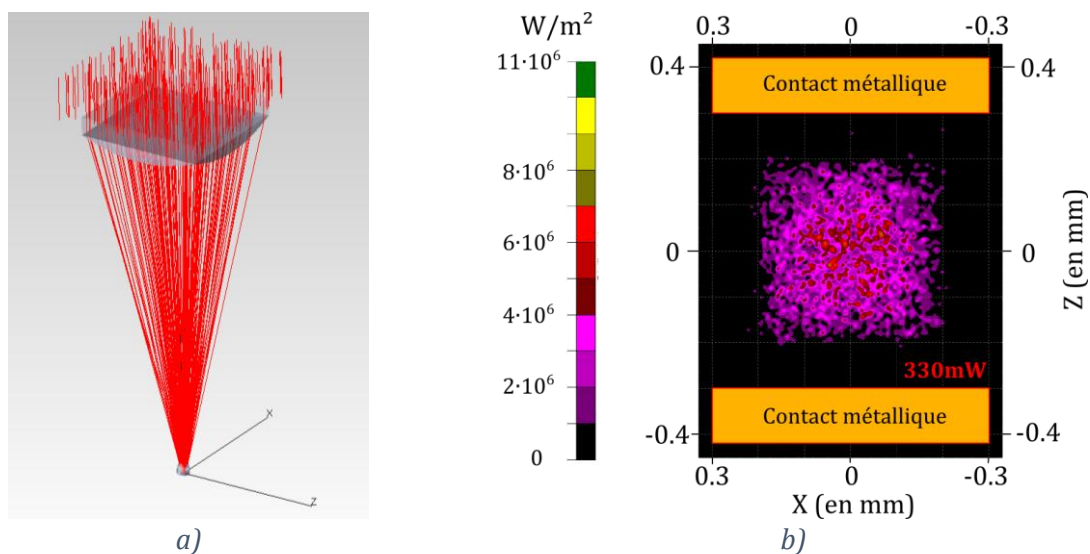 X
Z
a)
W/m²
11·10⁶
8·10⁶
6·10⁶
4·10⁶
2·10⁶
0
0.3 0 -0.3
0.4 Contact métallique 0.4
0 0
Z (en mm)
330mW
-0.4 Contact métallique -0.4
0.3 0 -0.3
X (en mm)
b)